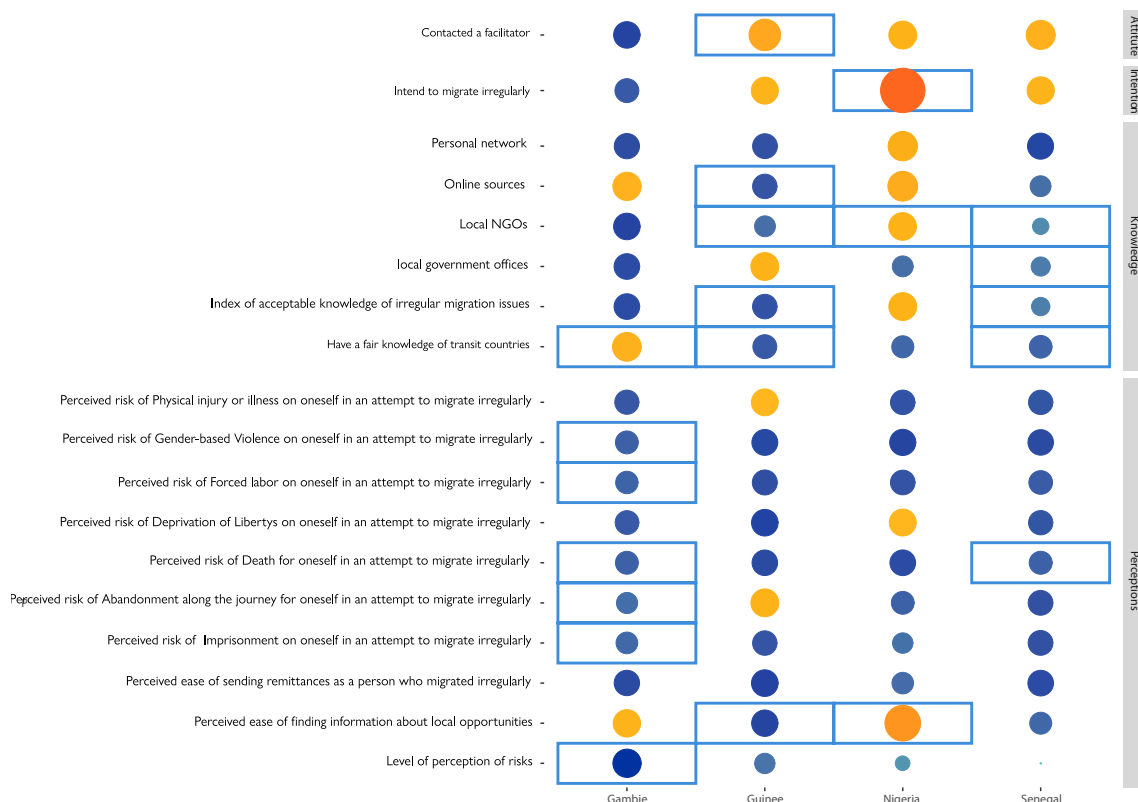 Contacted a facilitator -
Attitute
Intend to migrate irregularly -
Intention
Personal network -
Online sources -
Local NGOs -
local government offices -
Index of acceptable knowledge of irregular migration issues -
Have a fair knowledge of transit countries -
Knowledge
Perceived risk of Physical injury or illness on oneself in an attempt to migrate irregularly -
Perceived risk of Gender-based Violence on oneself in an attempt to migrate irregularly -
Perceived risk of Forced labor on oneself in an attempt to migrate irregularly -
Perceived risk of Deprivation of Libertys on oneself in an attempt to migrate irregularly -
Perceived risk of Death for oneself in an attempt to migrate irregularly -
Perceived risk of Abandonment along the journey for oneself in an attempt to migrate irregularly -
Perceived risk of Imprisonment on oneself in an attempt to migrate irregularly -
Perceived ease of sending remittances as a person who migrated irregularly -
Perceived ease of finding information about local opportunities -
Level of perception of risks -
Perceptions
Gambie Guinee Nigeria Senegal